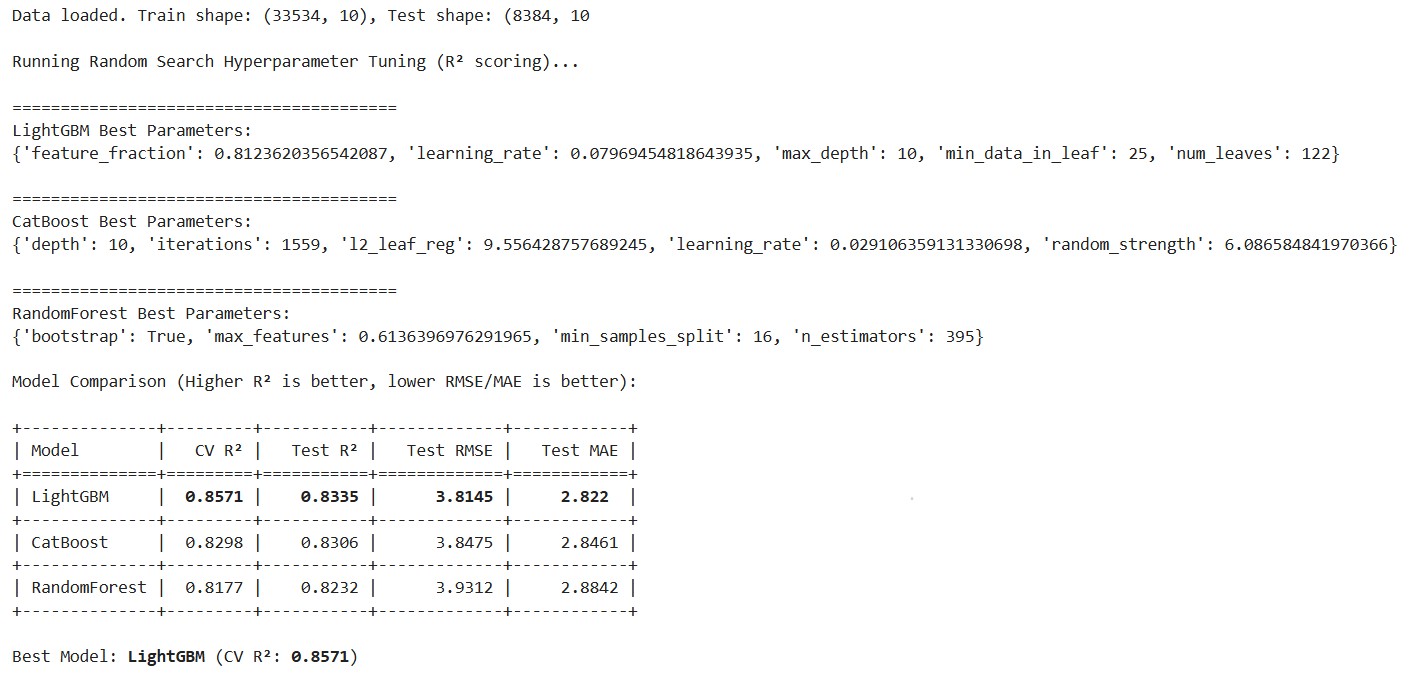 Data loaded. Train shape: (33534, 10), Test shape: (8384, 10
Running Random Search Hyperparameter Tuning (R² scoring)...
========================================
LightGBM Best Parameters:
{'feature_fraction': 0.8123620356542087, 'learning_rate': 0.07969454818643935, 'max_depth': 10, 'min_data_in_leaf': 25, 'num_leaves': 122}
========================================
CatBoost Best Parameters:
{'depth': 10, 'iterations': 1559, 'l2_leaf_reg': 9.556428757689245, 'learning_rate': 0.029106359131330698, 'random_strength': 6.086584841970366}
========================================
RandomForest Best Parameters:
{'bootstrap': True, 'max_features': 0.6136396976291965, 'min_samples_split': 16, 'n_estimators': 395}
Model Comparison (Higher R² is better, lower RMSE/MAE is better):
+--------------+---------+-----------+-------------+------------+
| Model        |   CV R² |   Test R² |   Test RMSE |   Test MAE |
+==============+=========+===========+=============+============+
| LightGBM     |  0.8571 |    0.8335 |      3.8145 |    2.822  |
+--------------+---------+-----------+-------------+------------+
| CatBoost     |  0.8298 |    0.8306 |      3.8475 |     2.8461 |
+--------------+---------+-----------+-------------+------------+
| RandomForest |  0.8177 |    0.8232 |      3.9312 |     2.8842 |
+--------------+---------+-----------+-------------+------------+
Best Model: LightGBM (CV R²: 0.8571)